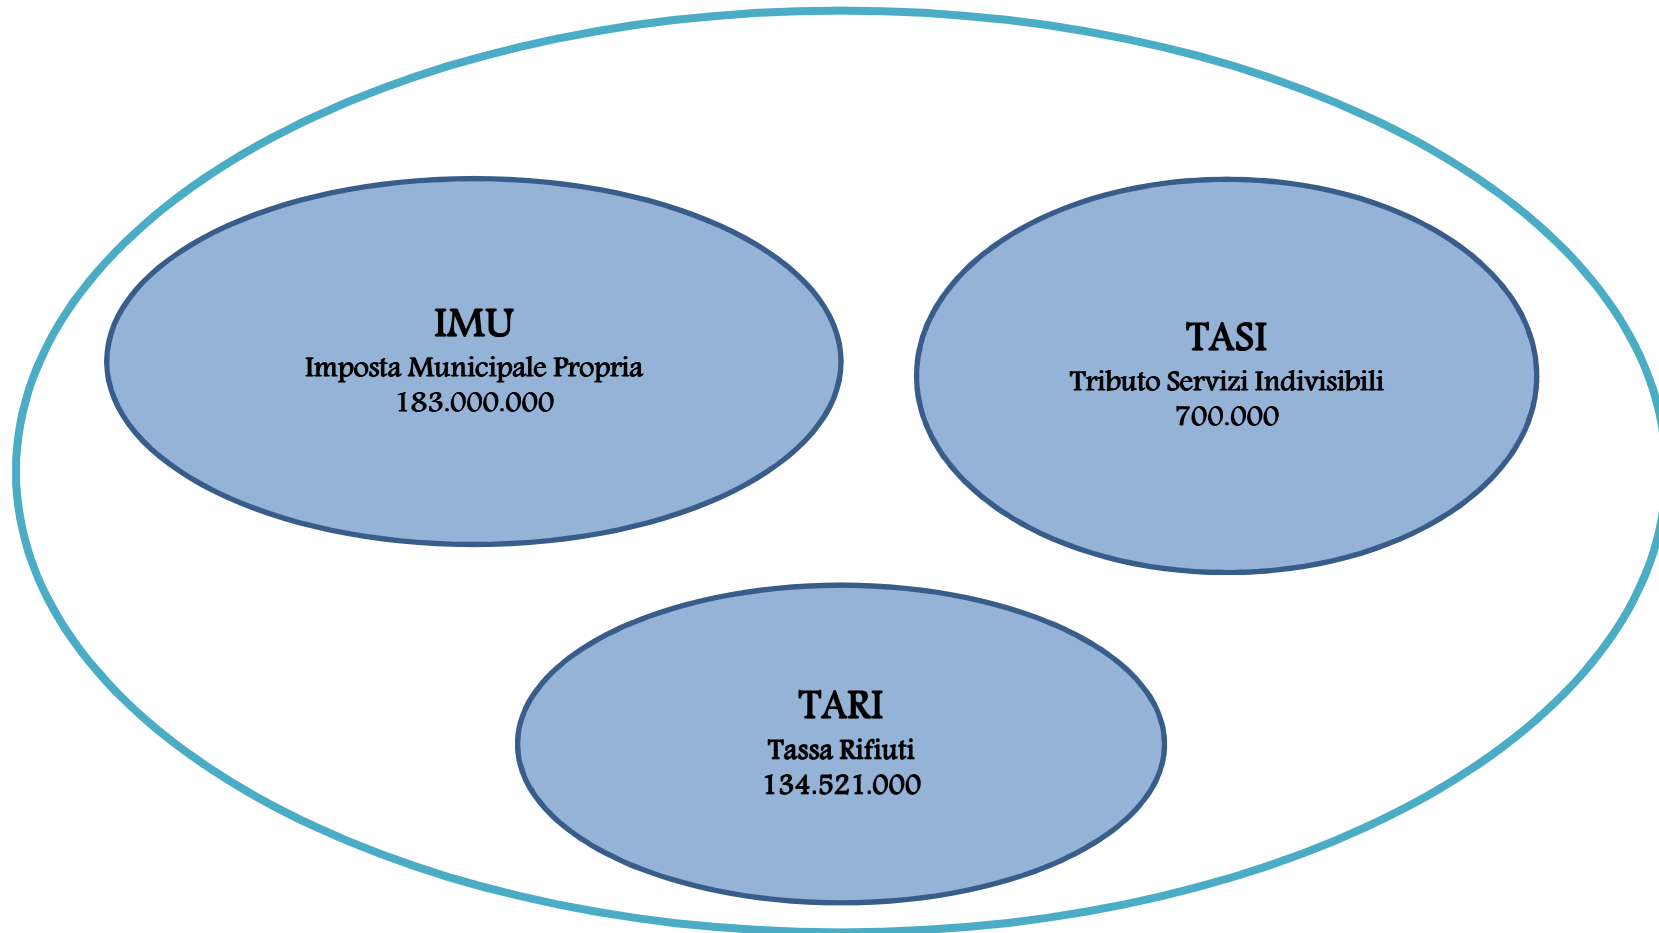 IMU
Imposta Municipale Propria
183.000.000
TASI
Tributo Servizi Indivisibili
700.000
TARI
Tassa Rifiuti
134.521.000